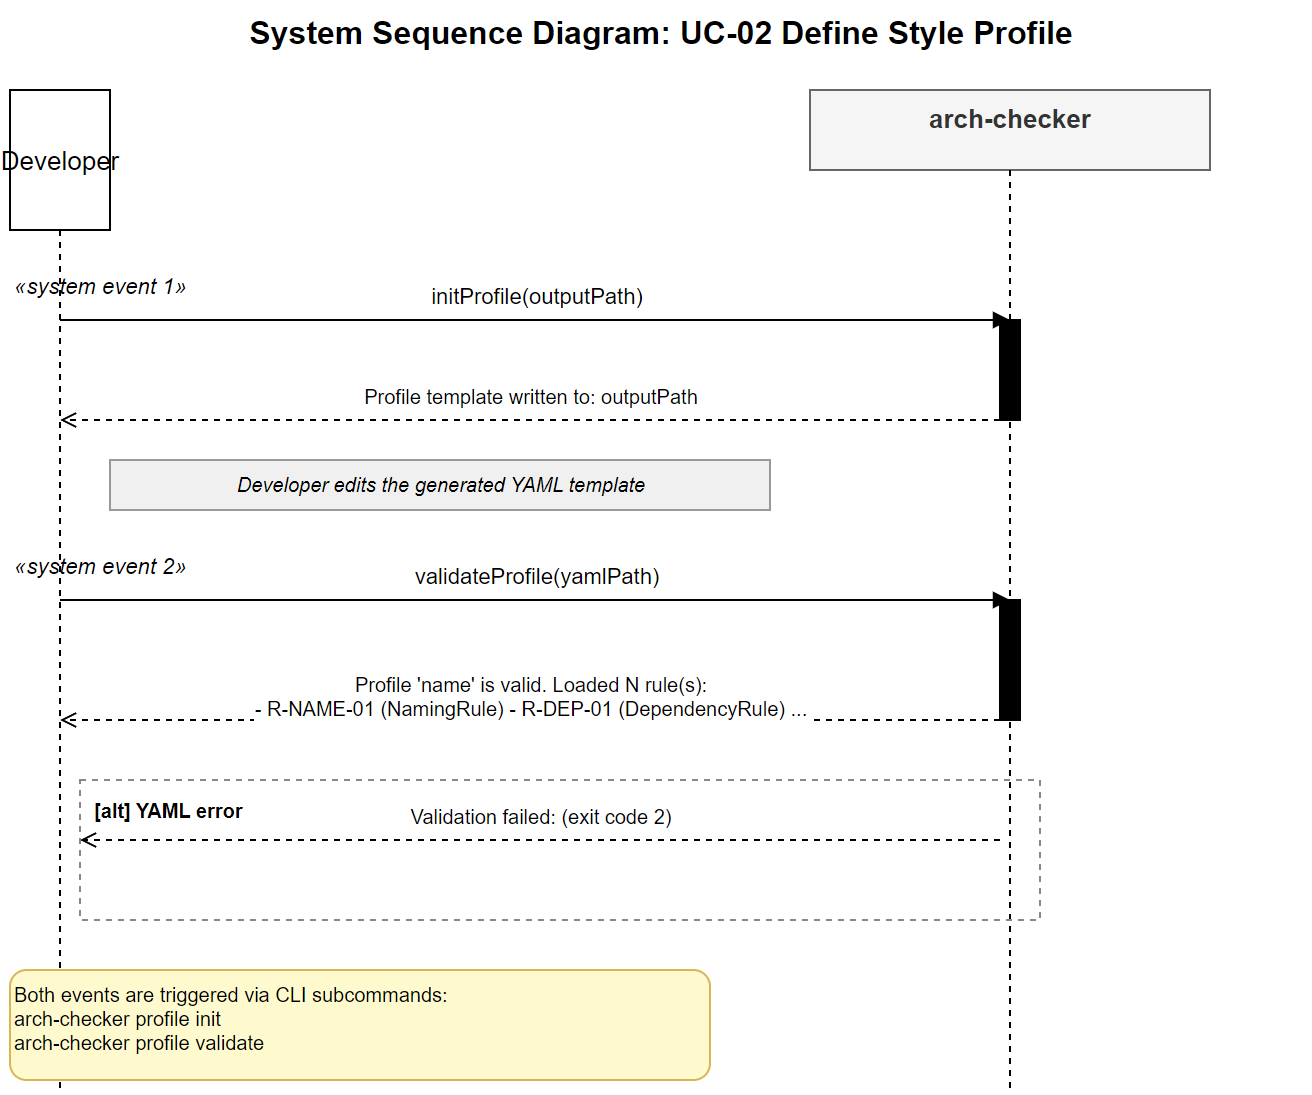 System Sequence Diagram: UC-02 Define Style Profile
Developer
arch-checker
«system event 1»
initProfile(outputPath)
Profile template written to: outputPath
Developer edits the generated YAML template
«system event 2»
validateProfile(yamlPath)
Profile 'name' is valid. Loaded N rule(s):
- R-NAME-01 (NamingRule) - R-DEP-01 (DependencyRule) ...
[alt] YAML error
Validation failed: (exit code 2)
Both events are triggered via CLI subcommands:
arch-checker profile init
arch-checker profile validate